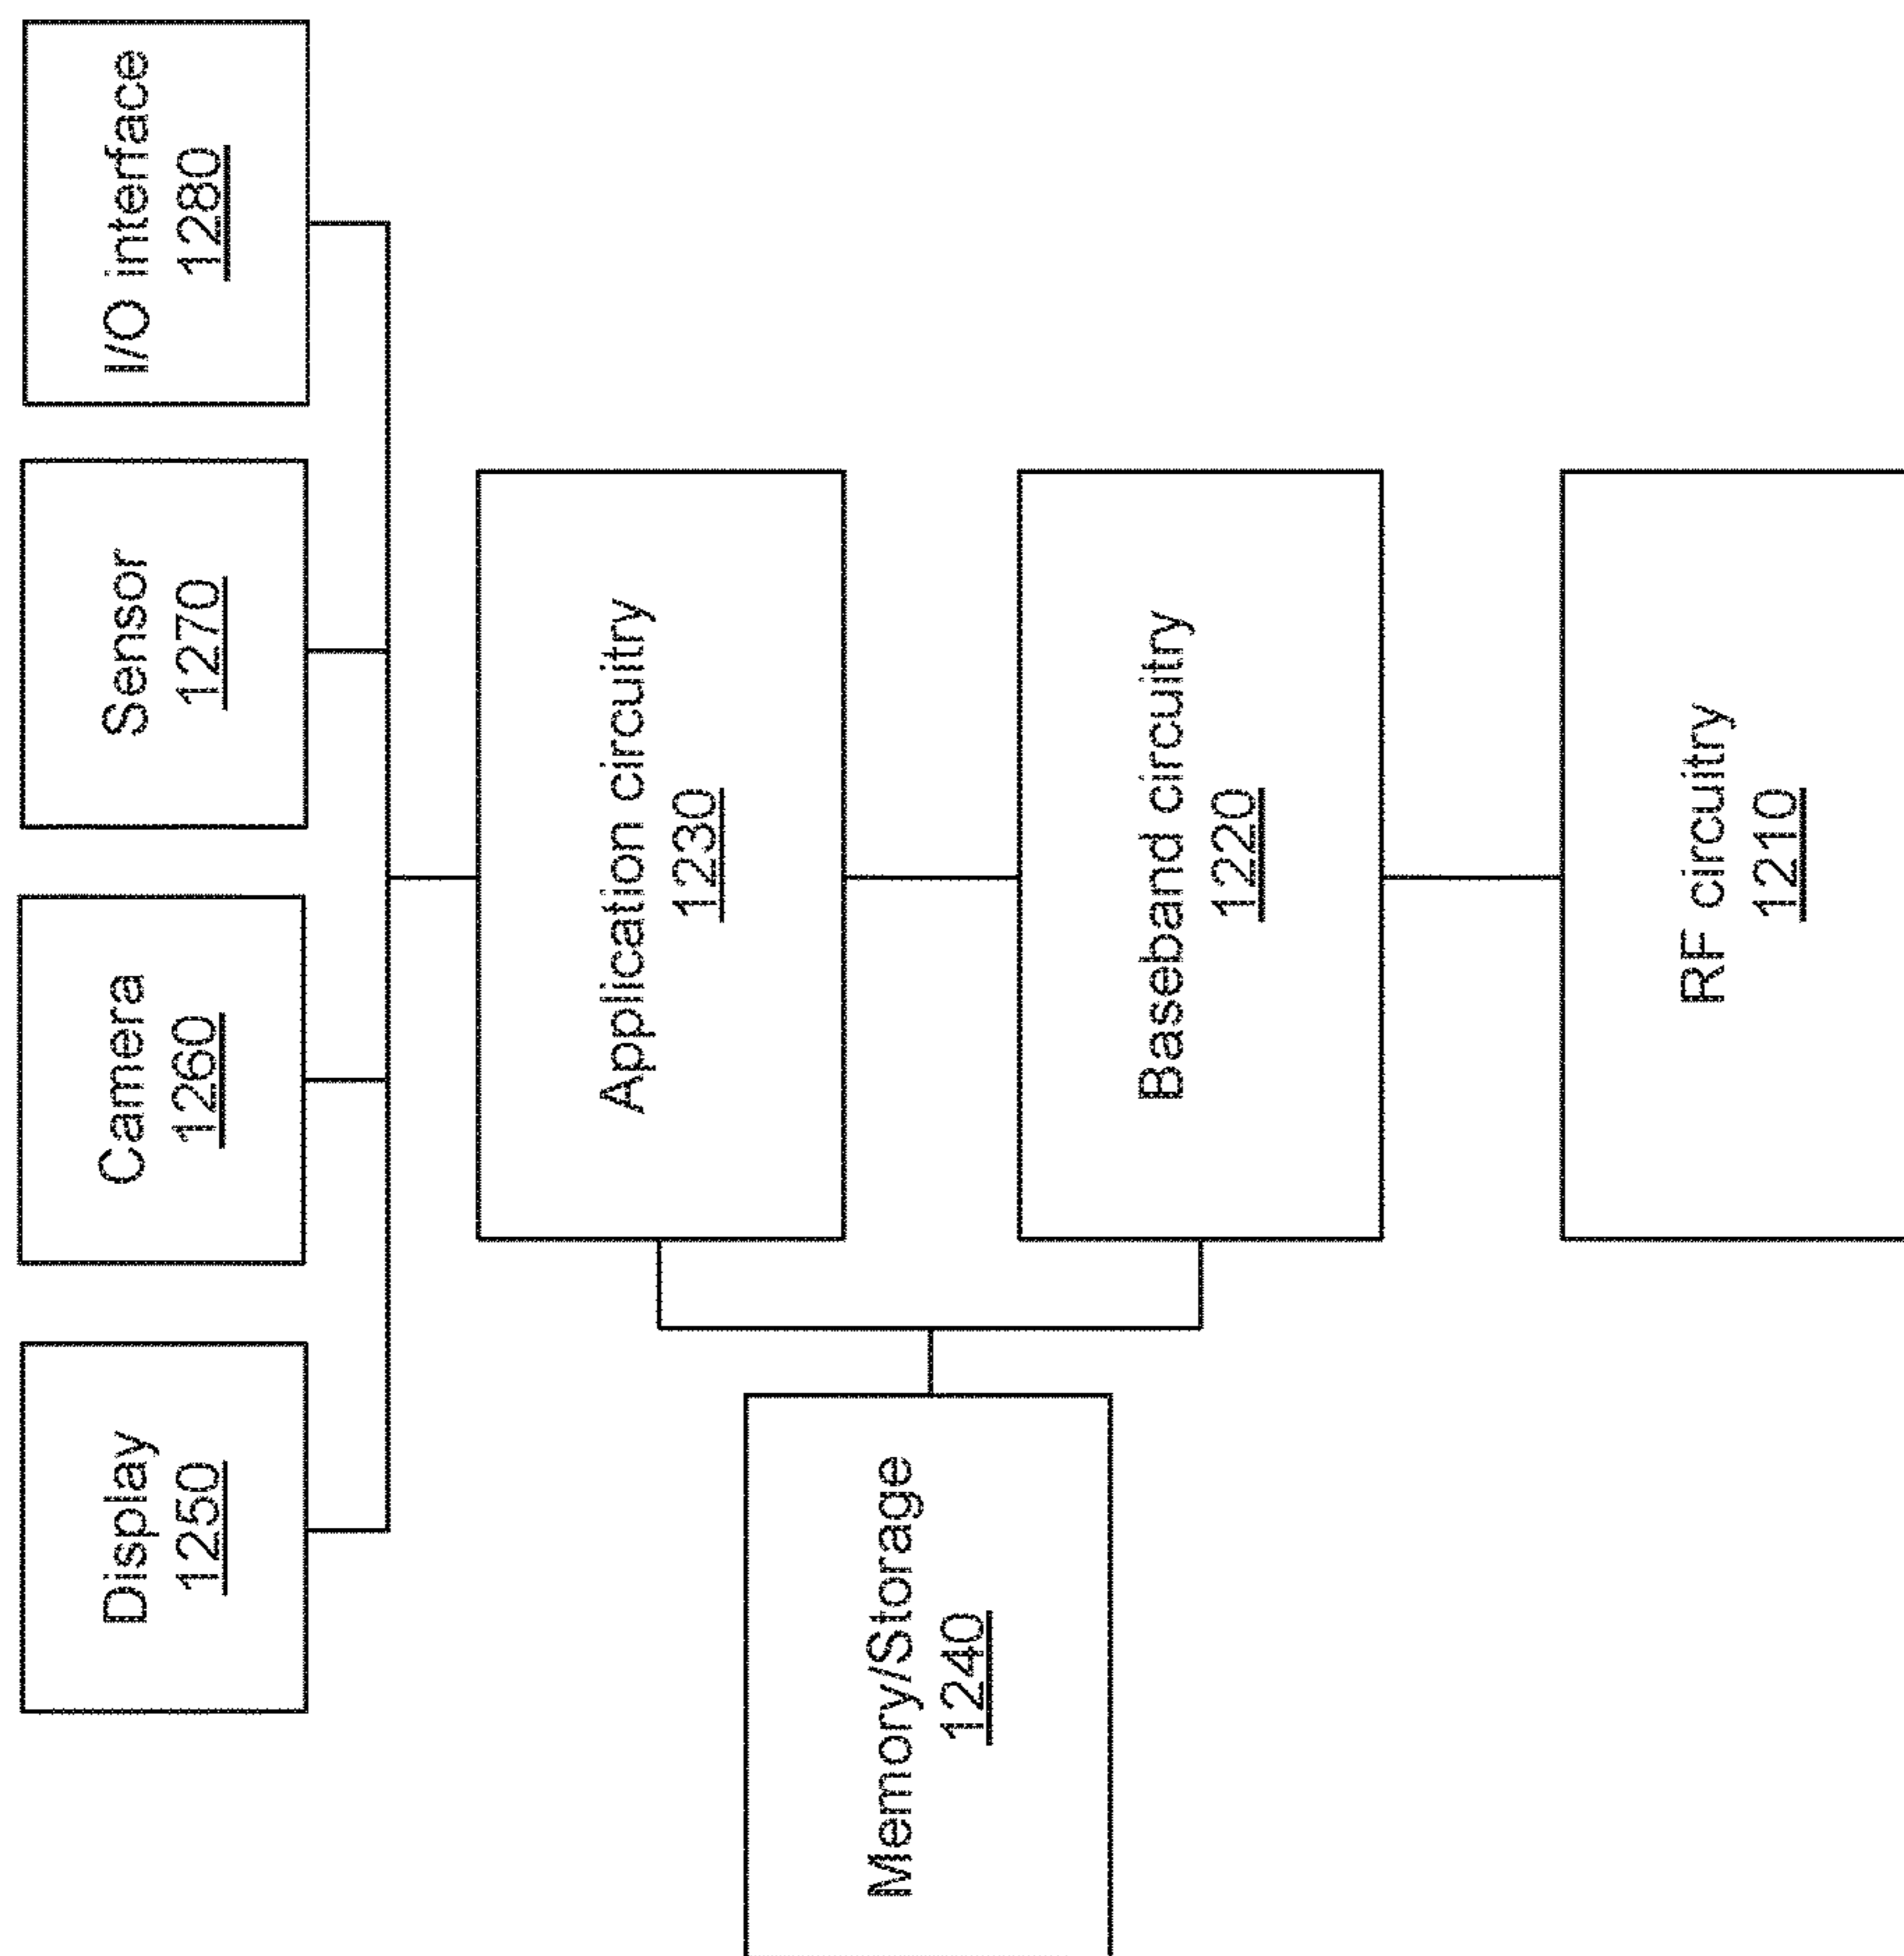 Display
1250
Camera
1260
Sensor
1270
I/O interface
1280
Application circuitry
1230
Memory/Storage
1240
Baseband circuitry
1220
RF circuitry
1210